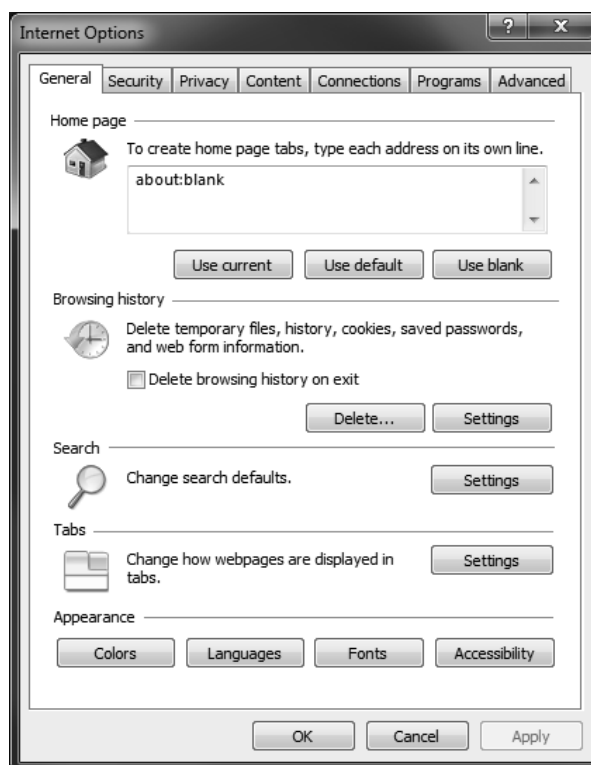 Internet Options
? X
General Security Privacy Content Connections Programs Advanced
Home page
To create home page tabs, type each address on its own line.
about:blank
Use current Use default Use blank
Browsing history
Delete temporary files, history, cookies, saved passwords,
and web form information.
Delete browsing history on exit
Delete... Settings
Search
Change search defaults. Settings
Tabs
Change how webpages are displayed in
tabs.
Settings
Appearance
Colors Languages Fonts Accessibility
OK Cancel Apply